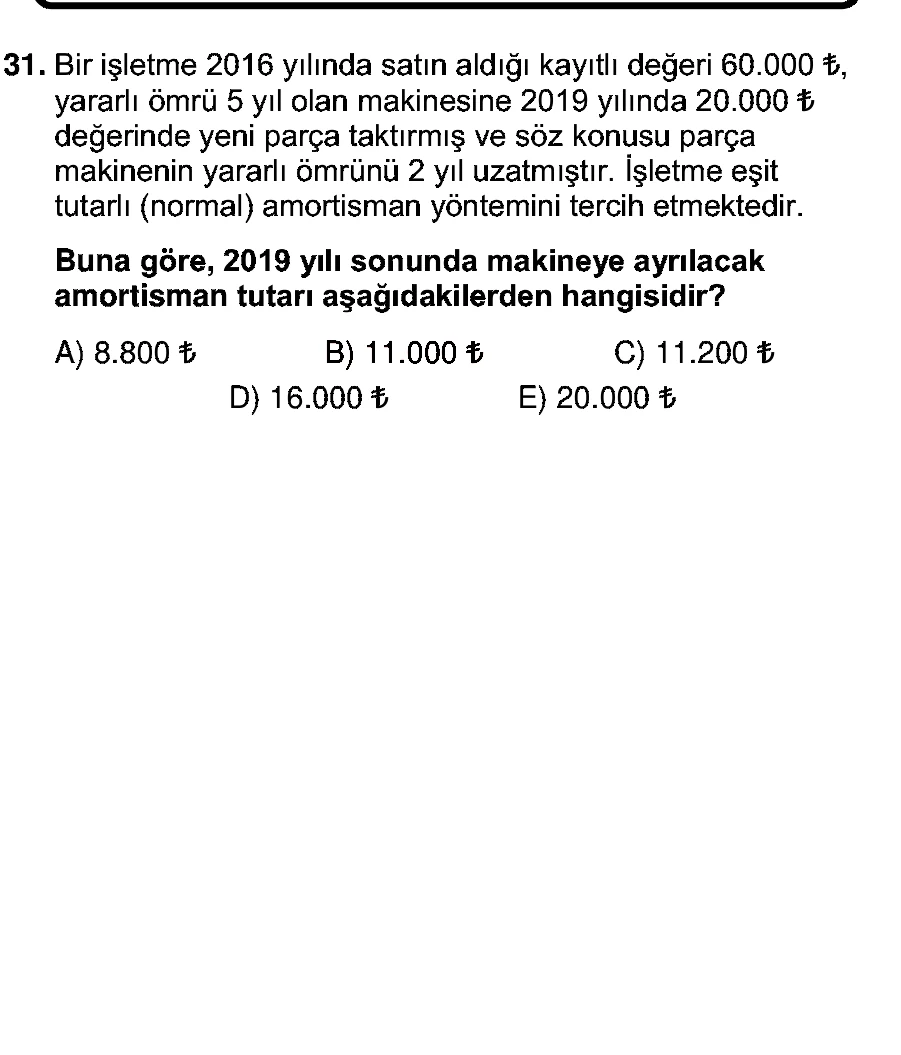 31. Bir işletme 2016 yılında satın aldığı kayıtlı değeri 60.000 ₺,
yararlı ömrü 5 yıl olan makinesine 2019 yılında 20.000 ₺
değerinde yeni parça taktırmış ve söz konusu parça
makinenin yararlı ömrünü 2 yıl uzatmıştır. İşletme eşit
tutarlı (normal) amortisman yöntemini tercih etmektedir.
Buna göre, 2019 yılı sonunda makineye ayrılacak
amortisman tutarı aşağıdakilerden hangisidir?
A) 8.800 ₺ B) 11.000 ₺ C) 11.200 ₺
D) 16.000 ₺ E) 20.000 ₺